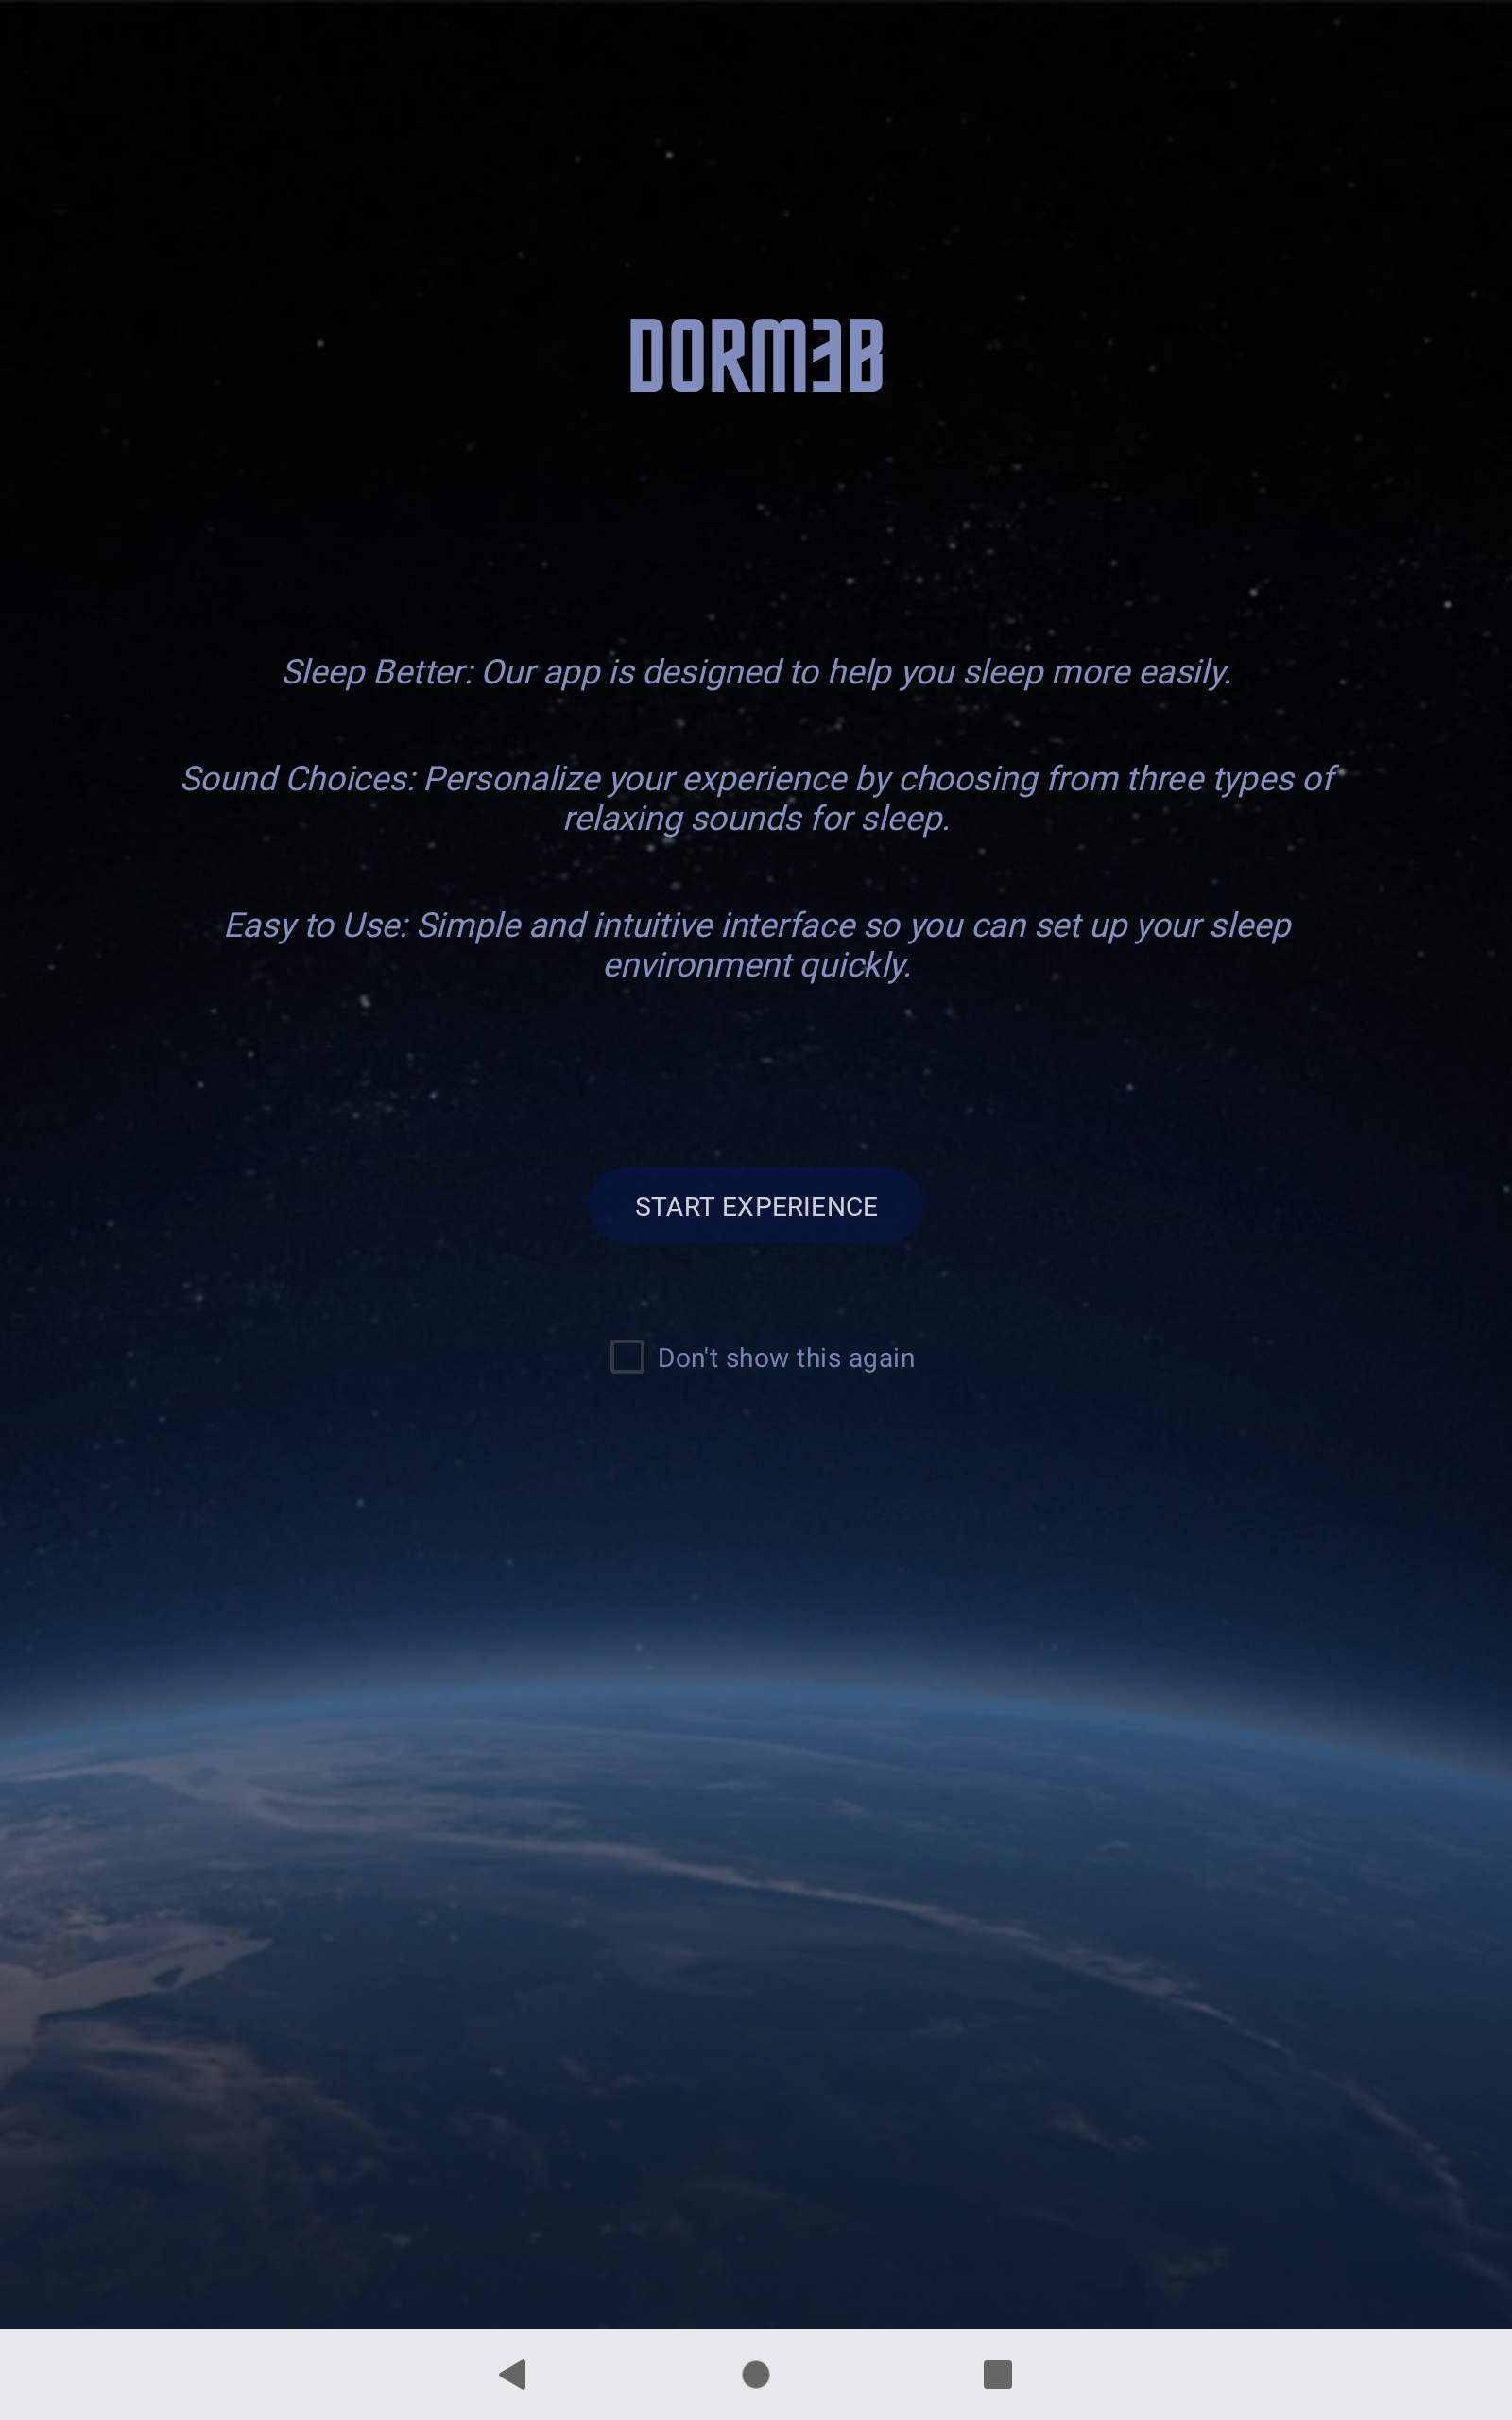 DORM3B
Sleep Better: Our app is designed to help you sleep more easily.
Sound Choices: Personalize your experience by choosing from three types of
relaxing sounds for sleep.
Easy to Use: Simple and intuitive interface so you can set up your sleep
environment quickly.
START EXPERIENCE
Don't show this again